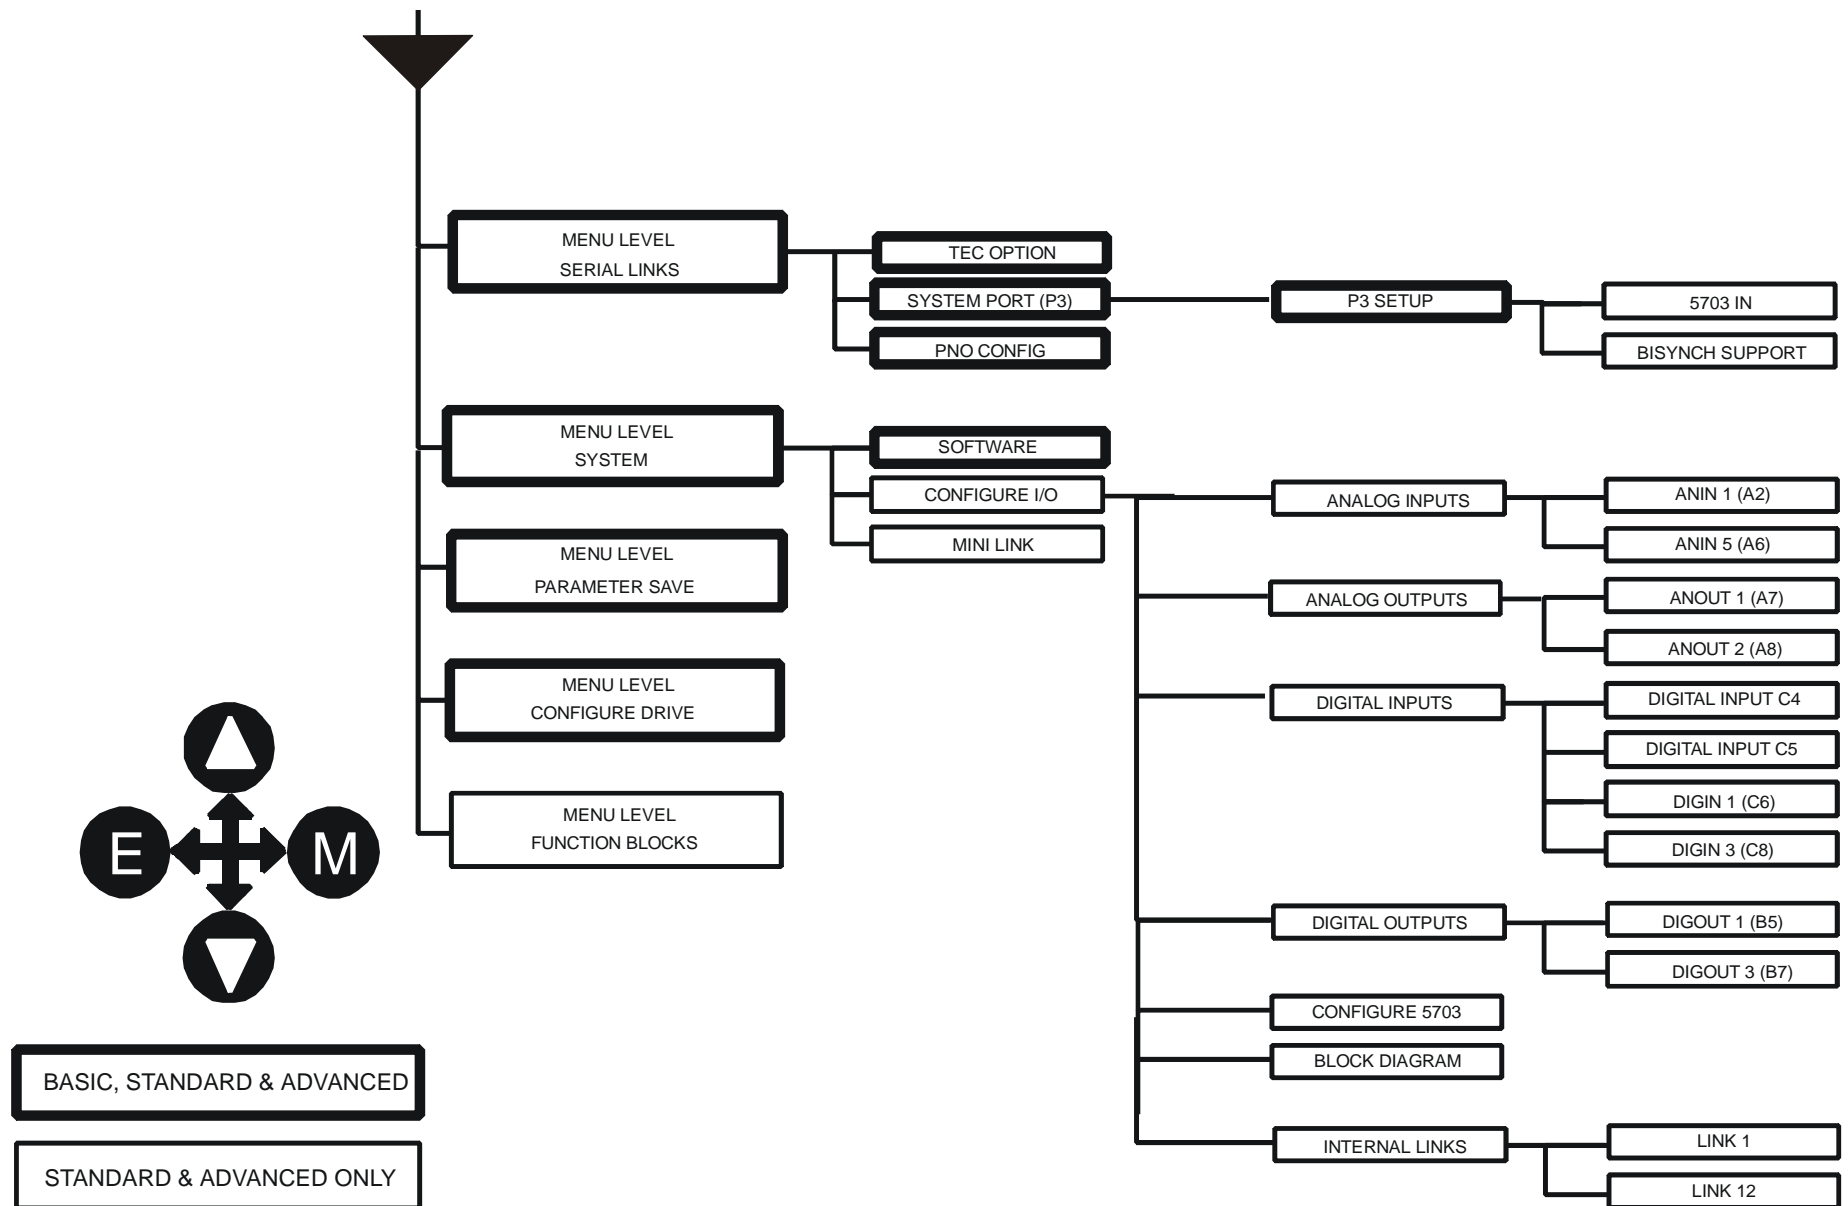 MENU LEVEL
SERIAL LINKS
TEC OPTION
SYSTEM PORT (P3)
PNO CONFIG
P3 SETUP
5703 IN
BISYNCH SUPPORT
MENU LEVEL
SYSTEM
SOFTWARE
CONFIGURE I/O
MINI LINK
ANALOG INPUTS
ANIN 1 (A2)
ANIN 5 (A6)
ANALOG OUTPUTS
ANOUT 1 (A7)
ANOUT 2 (A8)
DIGITAL INPUTS
DIGITAL INPUT C4
DIGITAL INPUT C5
DIGIN 1 (C6)
DIGIN 3 (C8)
DIGITAL OUTPUTS
DIGOUT 1 (B5)
DIGOUT 3 (B7)
CONFIGURE 5703
BLOCK DIAGRAM
INTERNAL LINKS
LINK 1
LINK 12
MENU LEVEL
PARAMETER SAVE
MENU LEVEL
CONFIGURE DRIVE
MENU LEVEL
FUNCTION BLOCKS
E
M
BASIC, STANDARD & ADVANCED
STANDARD & ADVANCED ONLY